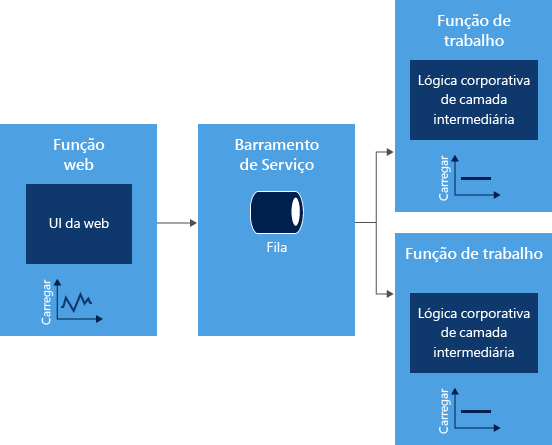 Função
web
UI da web
Carregar
Barramento
de Serviço
Fila
Função de
trabalho
Lógica corporativa
de camada
intermediária
Carregar
Função de trabalho
Lógica corporativa
de camada
intermediária
Carregar